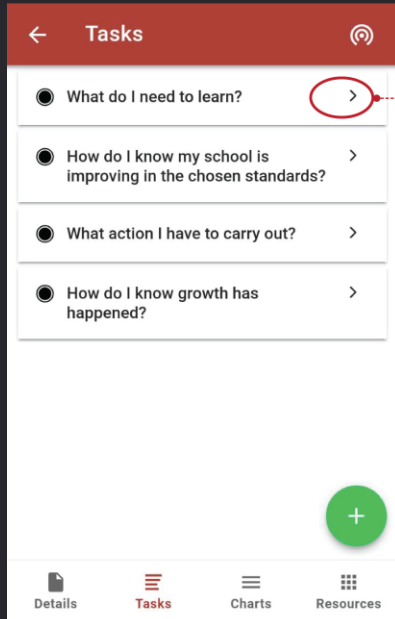 Tasks
What do I need to learn?
How do I know my school is
improving in the chosen standards?
What action I have to carry out?
How do I know growth has
happened?
Details
Tasks
Charts
Resources